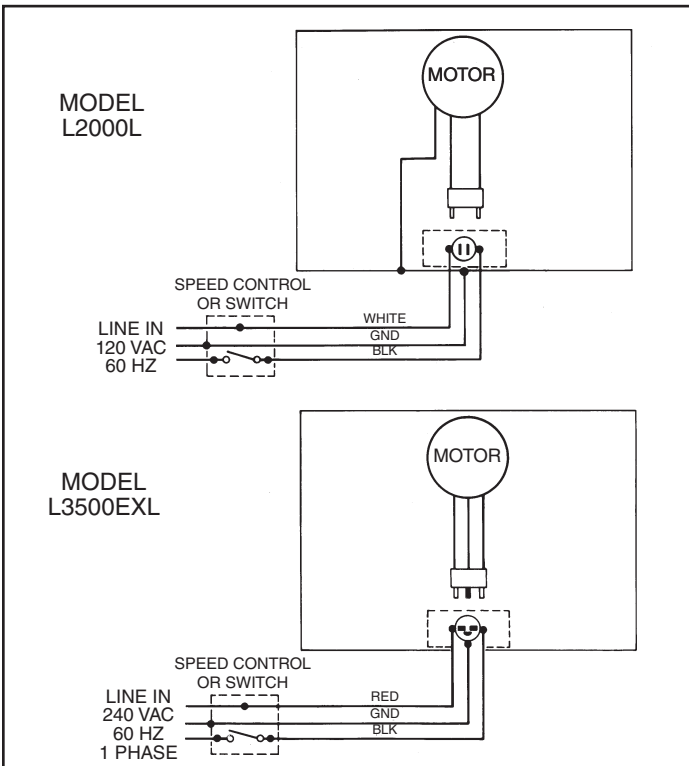 MODEL
L2000L
MOTOR
SPEED CONTROL
OR SWITCH
LINE IN
120 VAC
60 HZ
WHITE
GND
BLK
MODEL
L3500EXL
MOTOR
SPEED CONTROL
OR SWITCH
LINE IN
240 VAC
60 HZ
1 PHASE
RED
GND
BLK